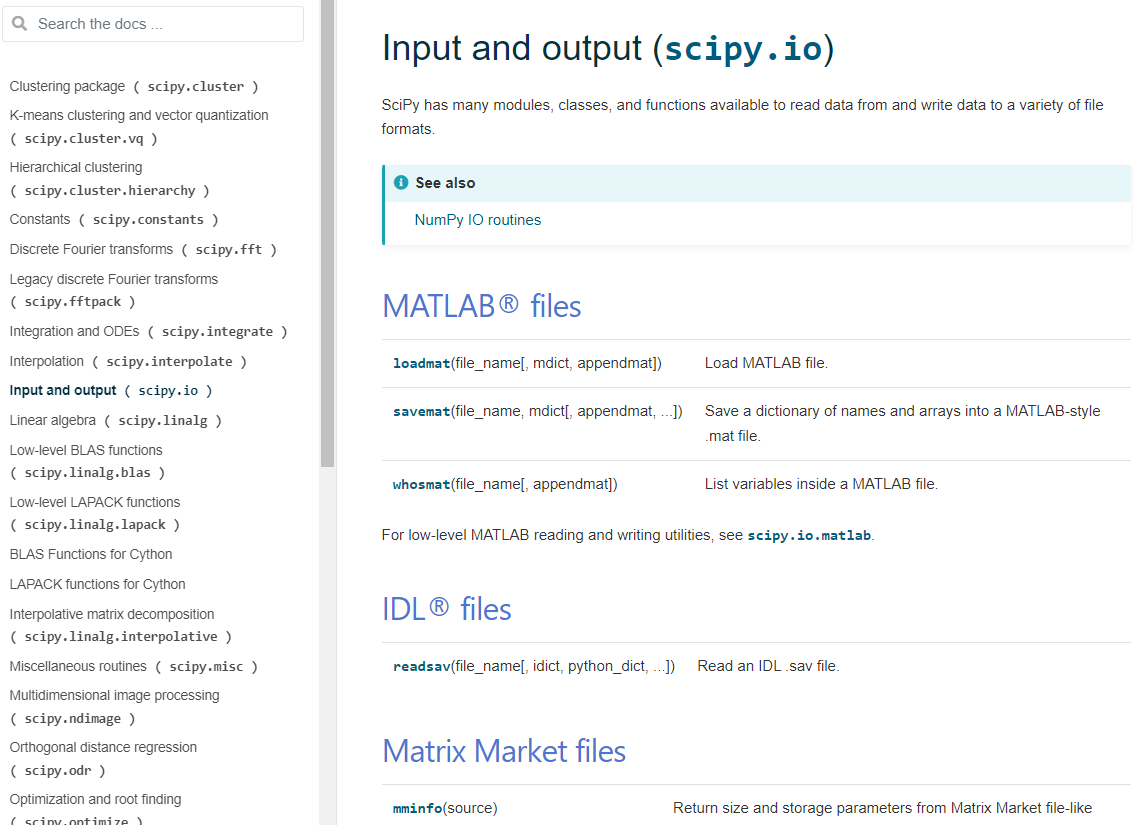 Search the docs ...
Clustering package ( scipy.cluster )
K-means clustering and vector quantization
( scipy.cluster.vq )
Hierarchical clustering
( scipy.cluster.hierarchy )
Constants ( scipy.constants )
Discrete Fourier transforms ( scipy.fft )
Legacy discrete Fourier transforms
( scipy.fftpack )
Integration and ODEs ( scipy.integrate )
Interpolation ( scipy.interpolate )
Input and output ( scipy.io )
Linear algebra ( scipy.linalg )
Low-level BLAS functions
( scipy.linalg.blas )
Low-level LAPACK functions
( scipy.linalg.lapack )
BLAS Functions for Cython
LAPACK functions for Cython
Interpolative matrix decomposition
( scipy.linalg.interpolative )
Miscellaneous routines ( scipy.misc )
Multidimensional image processing
( scipy.ndimage )
Orthogonal distance regression
( scipy.odr )
Optimization and root finding
( scipy.optimize )
Input and output (scipy.io)
SciPy has many modules, classes, and functions available to read data from and write data to a variety of file
formats.
See also
NumPy IO routines
MATLAB® files
loadmat(file_name[, mdict, appendmat]) Load MATLAB file.
savemat(file_name, mdict[, appendmat, ...]) Save a dictionary of names and arrays into a MATLAB-style
.mat file.
whosmat(file_name[, appendmat]) List variables inside a MATLAB file.
For low-level MATLAB reading and writing utilities, see scipy.io.matlab.
IDL® files
readsav(file_name[, idict, python_dict, ...]) Read an IDL .sav file.
Matrix Market files
mminfo(source) Return size and storage parameters from Matrix Market file-like